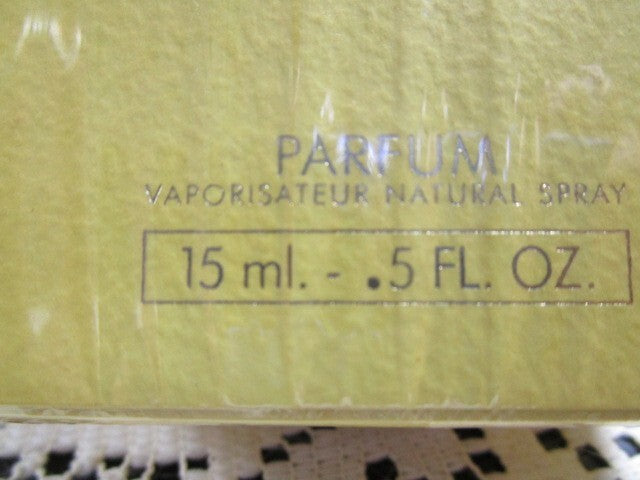 PARFUM
VAPORISATEUR NATURAL SPRAY
15 ml. - .5 FL. OZ.